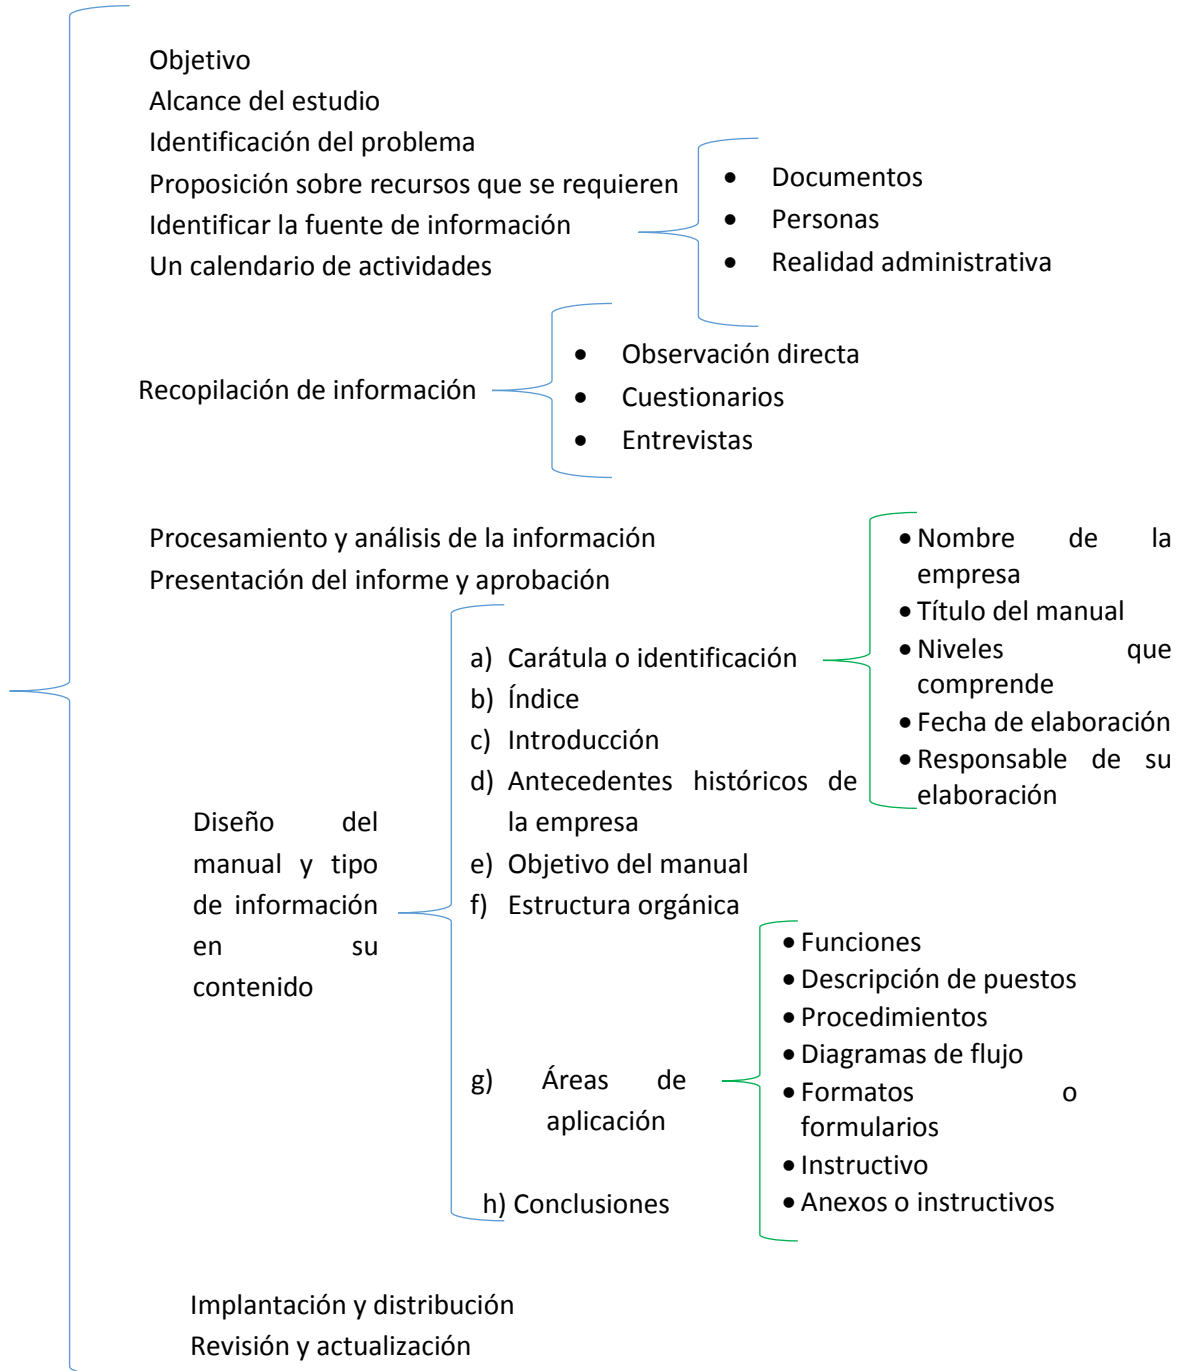 Objetivo
Alcance del estudio
Identificación del problema
Proposición sobre recursos que se requieren
Identificar la fuente de información
Un calendario de actividades
• Documentos
• Personas
• Realidad administrativa
Recopilación de información
• Observación directa
• Cuestionarios
• Entrevistas
Procesamiento y análisis de la información
Presentación del informe y aprobación
Diseño del
manual y tipo
de información
en su
contenido
a) Carátula o identificación
b) Índice
c) Introducción
d) Antecedentes históricos de
la empresa
e) Objetivo del manual
f) Estructura orgánica
g) Áreas de
aplicación
h) Conclusiones
• Nombre de la
empresa
• Título del manual
• Niveles que
comprende
• Fecha de elaboración
• Responsable de su
elaboración
• Funciones
• Descripción de puestos
• Procedimientos
• Diagramas de flujo
• Formatos o
formularios
• Instructivo
• Anexos o instructivos
Implantación y distribución
Revisión y actualización